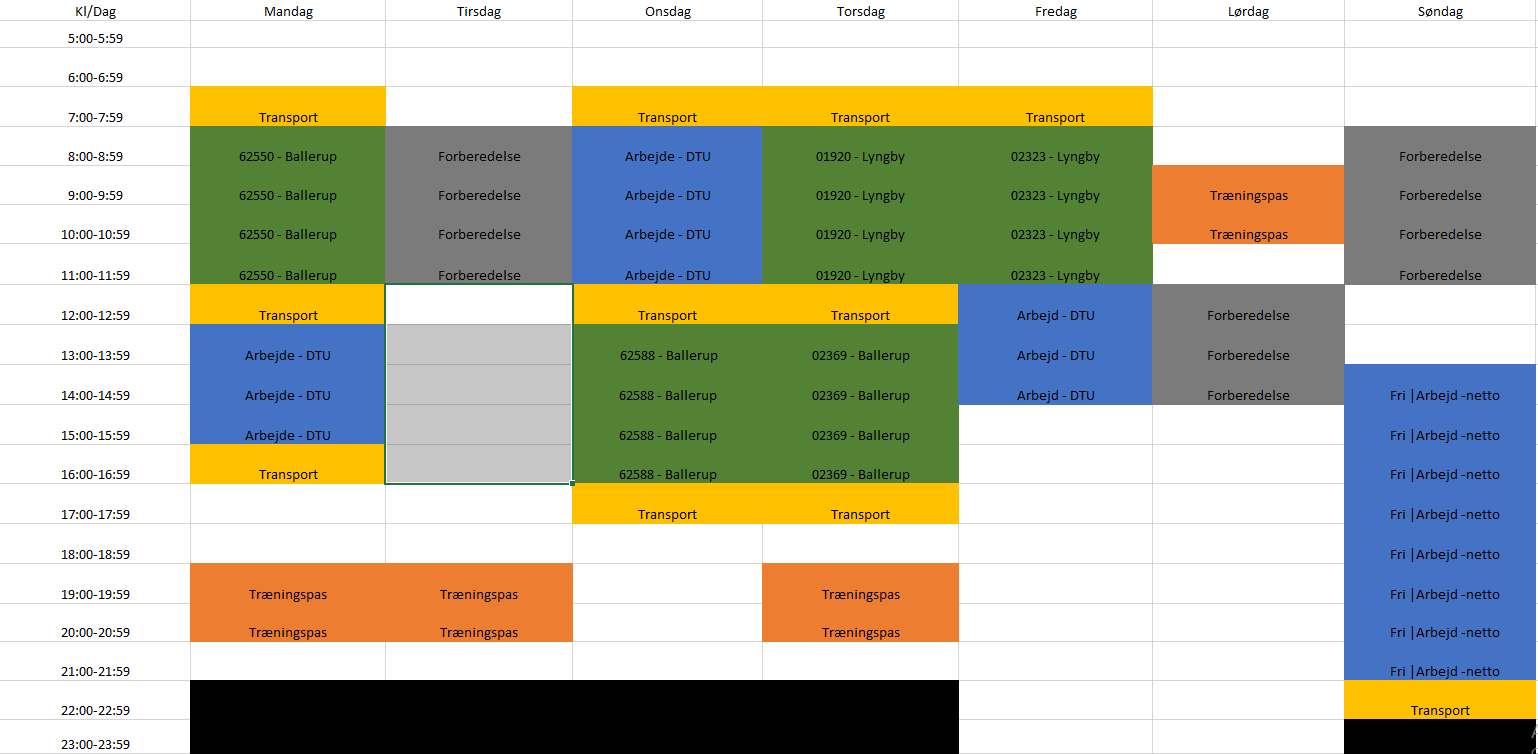 Kl/Dag Mandag Tirsdag Onsdag Torsdag Fredag Lørdag Søndag
5:00-5:59
6:00-6:59
7:00-7:59 Transport Transport Transport Transport
8:00-8:59 62550 - Ballerup Forberedelse Arbejde - DTU 01920 - Lyngby 02323 - Lyngby Forberedelse
9:00-9:59 62550 - Ballerup Forberedelse Arbejde - DTU 01920 - Lyngby 02323 - Lyngby Træningspas Forberedelse
10:00-10:59 62550 - Ballerup Forberedelse Arbejde - DTU 01920 - Lyngby 02323 - Lyngby Træningspas Forberedelse
11:00-11:59 62550 - Ballerup Forberedelse Arbejde - DTU 01920 - Lyngby 02323 - Lyngby Forberedelse
12:00-12:59 Transport Transport Transport Arbejd - DTU Forberedelse
13:00-13:59 Arbejde - DTU 62588 - Ballerup 02369 - Ballerup Arbejd - DTU Forberedelse
14:00-14:59 Arbejde - DTU 62588 - Ballerup 02369 - Ballerup Arbejd - DTU Forberedelse Fri |Arbejd -netto
15:00-15:59 Arbejde - DTU 62588 - Ballerup 02369 - Ballerup Fri |Arbejd -netto
16:00-16:59 Transport 62588 - Ballerup 02369 - Ballerup Fri |Arbejd -netto
17:00-17:59 Transport Transport Fri |Arbejd -netto
18:00-18:59 Fri |Arbejd -netto
19:00-19:59 Træningspas Træningspas Træningspas Fri |Arbejd -netto
20:00-20:59 Træningspas Træningspas Træningspas Fri |Arbejd -netto
21:00-21:59 Fri |Arbejd -netto
22:00-22:59 Transport
23:00-23:59